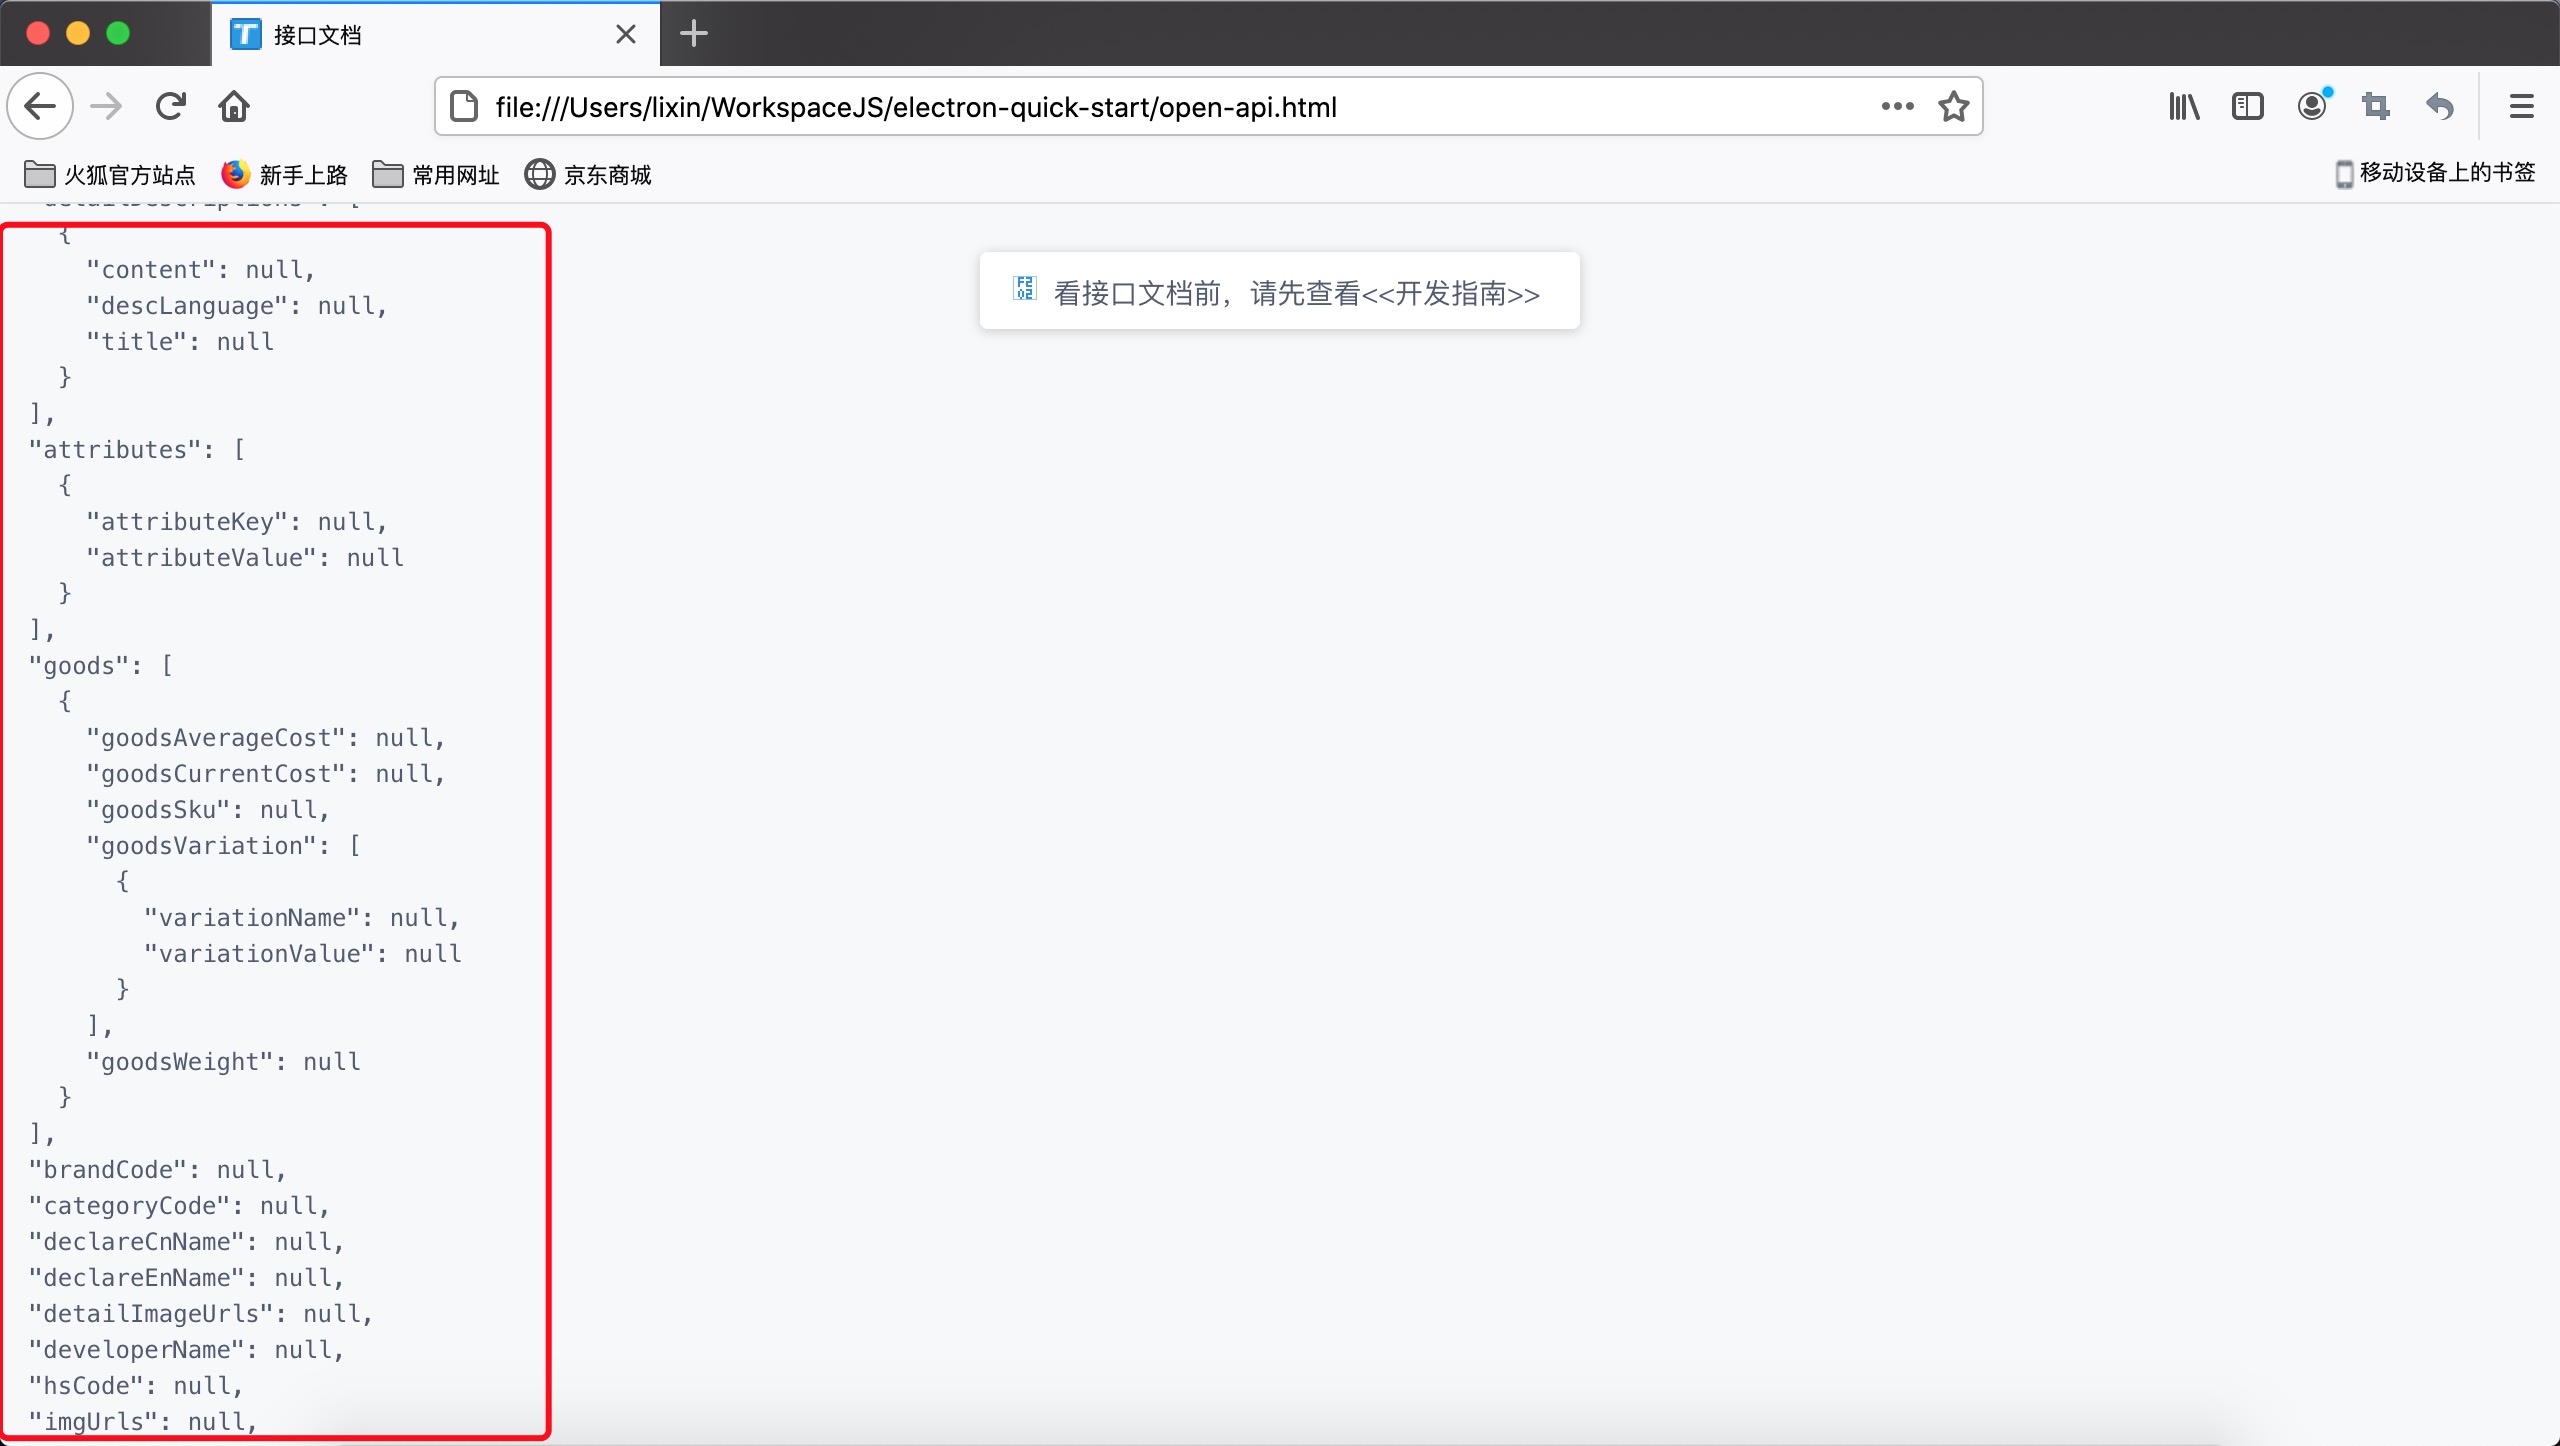 接口文档
file:///Users/lixin/WorkspaceJS/electron-quick-start/open-api.html
火狐官方站点 新手上路 常用网址 京东商城 移动设备上的书签
"detailDescriptions": [
{
"content": null,
"descLanguage": null,
"title": null
}
],
"attributes": [
{
"attributeKey": null,
"attributeValue": null
}
],
"goods": [
{
"goodsAverageCost": null,
"goodsCurrentCost": null,
"goodsSku": null,
"goodsVariation": [
{
"variationName": null,
"variationValue": null
}
],
"goodsWeight": null
}
],
"brandCode": null,
"categoryCode": null,
"declareCnName": null,
"declareEnName": null,
"detailImageUrls": null,
"developerName": null,
"hsCode": null,
"imgUrls": null,
看接口文档前，请先查看<<开发指南>>